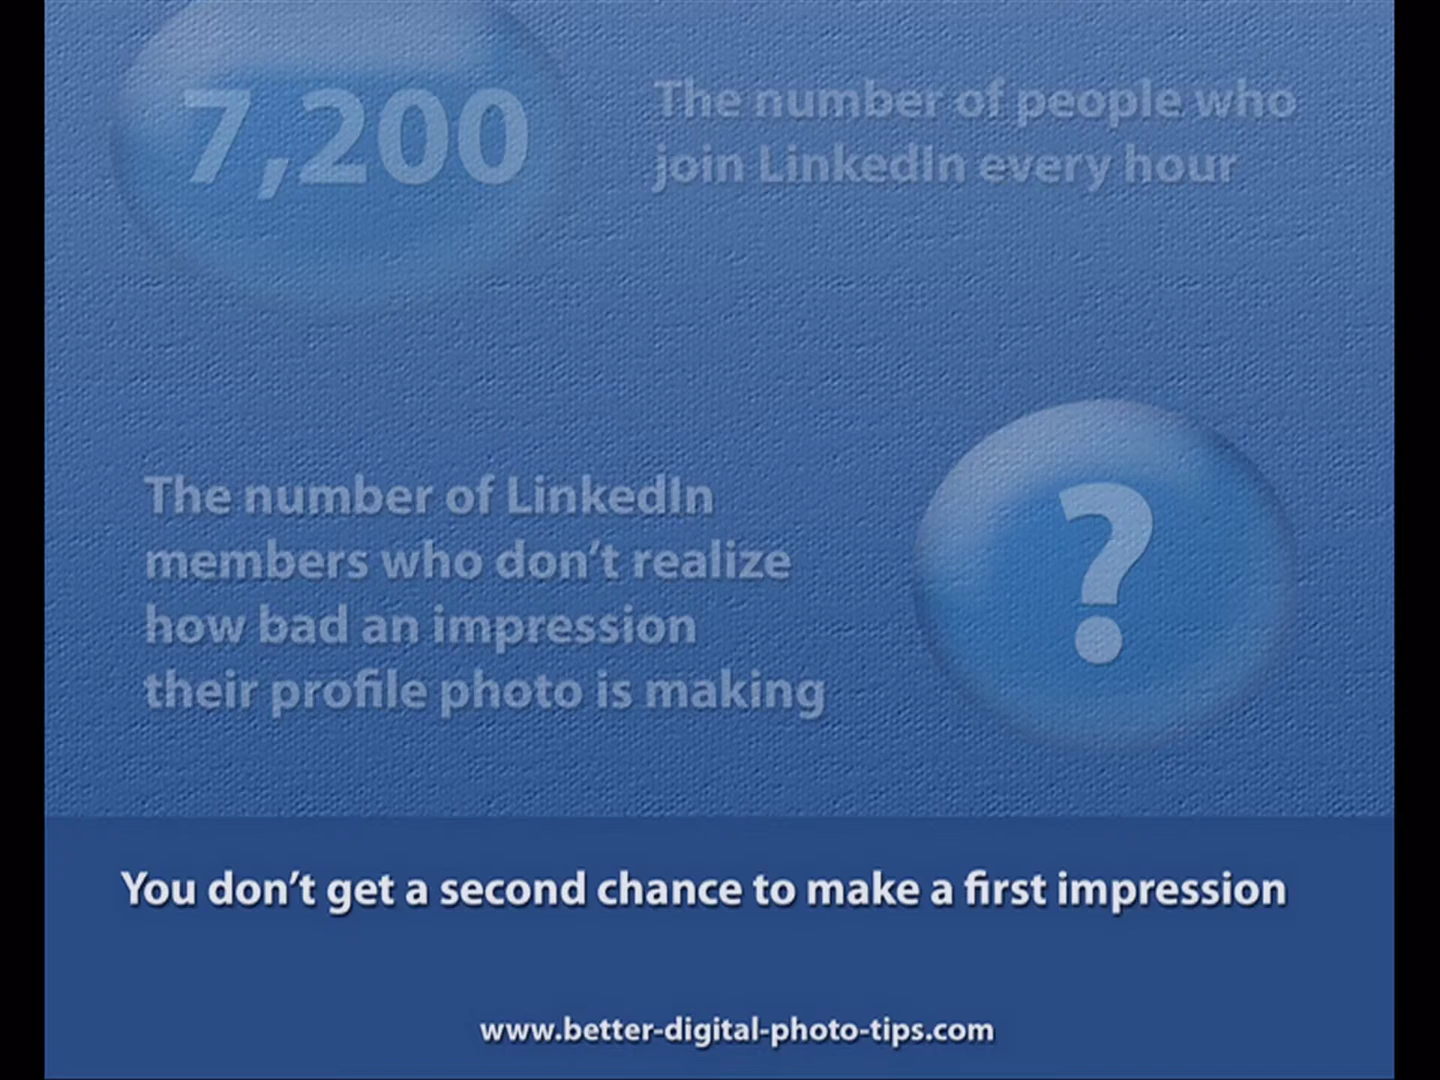 7,200
The number of people who
join LinkedIn every hour
The number of LinkedIn
members who don't realize
how bad an impression
their profile photo is making
?
You don't get a second chance to make a first impression
www.better-digital-photo-tips.com